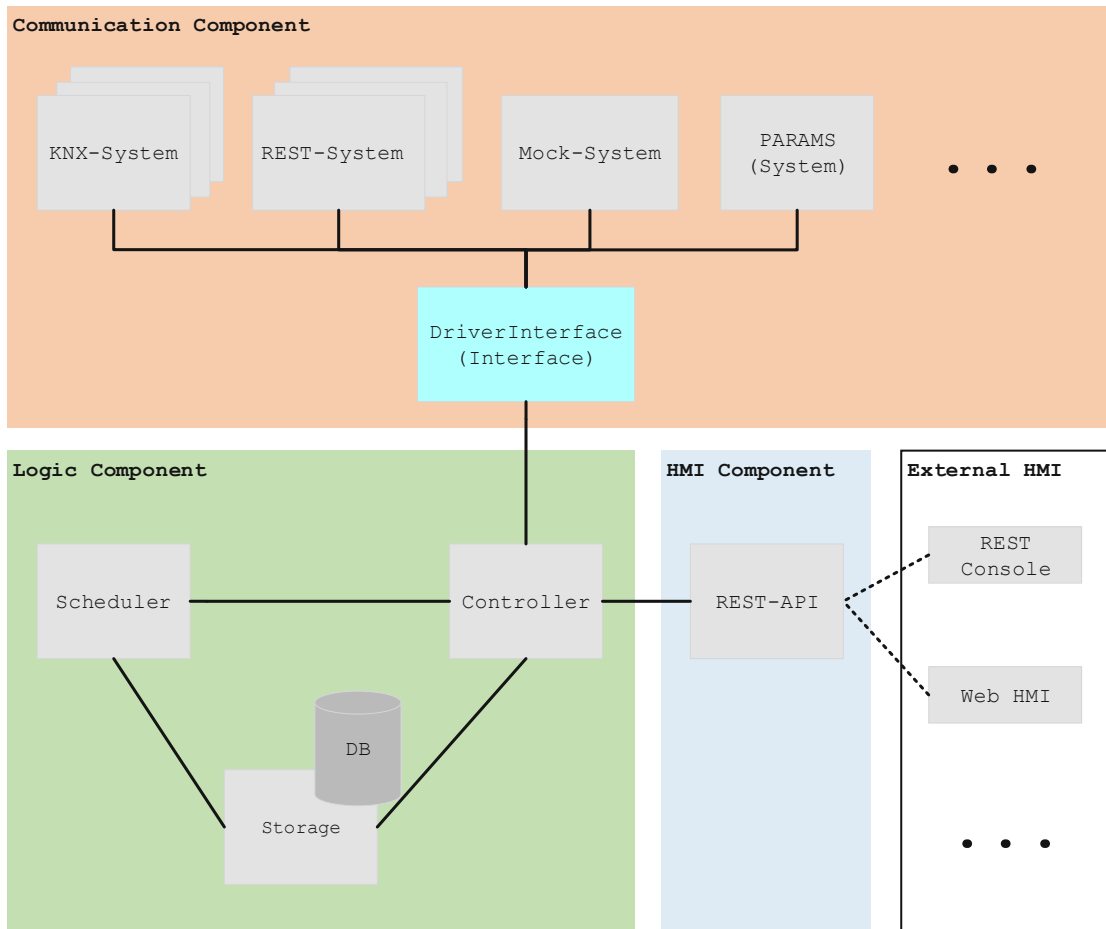 Communication Component
KNX-System
REST-System
Mock-System
PARAMS
(System)
DriverInterface
(Interface)
Logic Component
HMI Component
External HMI
Scheduler
Controller
REST-API
REST
Console
Web HMI
DB
Storage